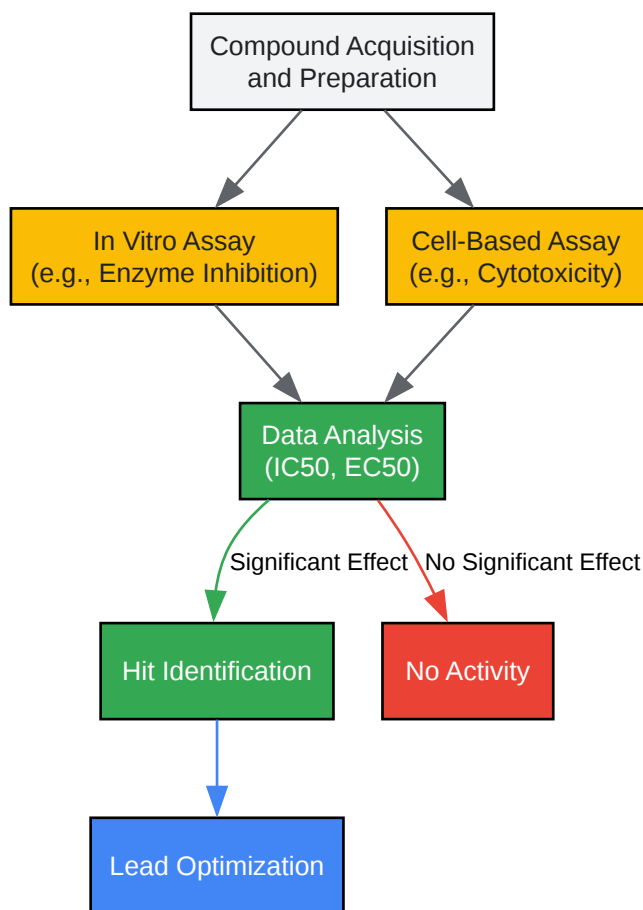 Compound Acquisition
and Preparation
In Vitro Assay
(e.g., Enzyme Inhibition)
Cell-Based Assay
(e.g., Cytotoxicity)
Data Analysis
(IC50, EC50)
Significant Effect
No Significant Effect
Hit Identification
No Activity
Lead Optimization